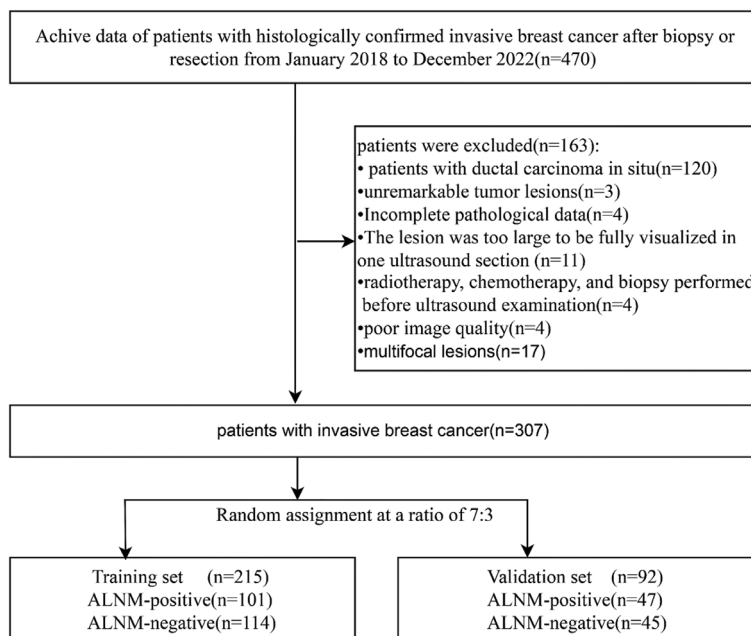 Achive data of patients with histologically confirmed invasive breast cancer after biopsy or
resection from January 2018 to December 2022(n=470)
patients were excluded(n=163):
• patients with ductal carcinoma in situ(n=120)
•unremarkable tumor lesions(n=3)
•Incomplete pathological data(n=4)
•The lesion was too large to be fully visualized in
one ultrasound section (n=11)
•radiotherapy, chemotherapy, and biopsy performed
before ultrasound examination(n=4)
•poor image quality(n=4)
•multifocal lesions(n=17)
patients with invasive breast cancer(n=307)
Random assignment at a ratio of 7:3
Training set (n=215)
ALNM-positive(n=101)
ALNM-negative(n=114)
Validation set (n=92)
ALNM-positive(n=47)
ALNM-negative(n=45)